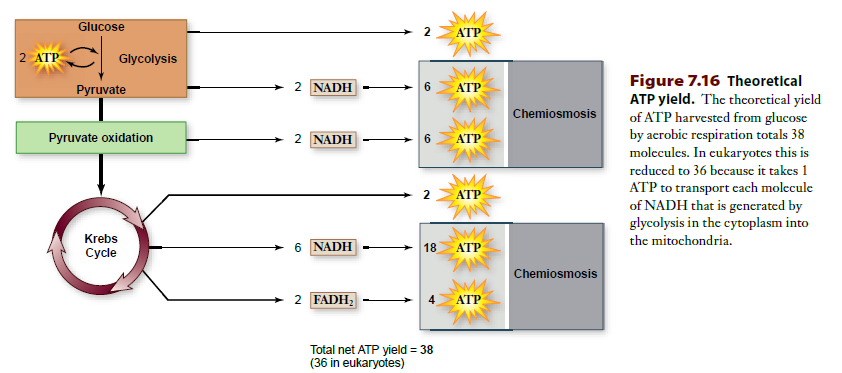 Glucose
2 ATP
Glycolysis
Pyruvate
2 ATP
2 NADH
6 ATP
Chemiosmosis
Pyruvate oxidation
2 NADH
6 ATP
2 ATP
Krebs
Cycle
6 NADH
18 ATP
Chemiosmosis
2 FADH₂
4 ATP
Total net ATP yield = 38
(36 in eukaryotes)
Figure 7.16 Theoretical
ATP yield. The theoretical yield
of ATP harvested from glucose
by aerobic respiration totals 38
molecules. In eukaryotes this is
reduced to 36 because it takes 1
ATP to transport each molecule
of NADH that is generated by
glycolysis in the cytoplasm into
the mitochondria.